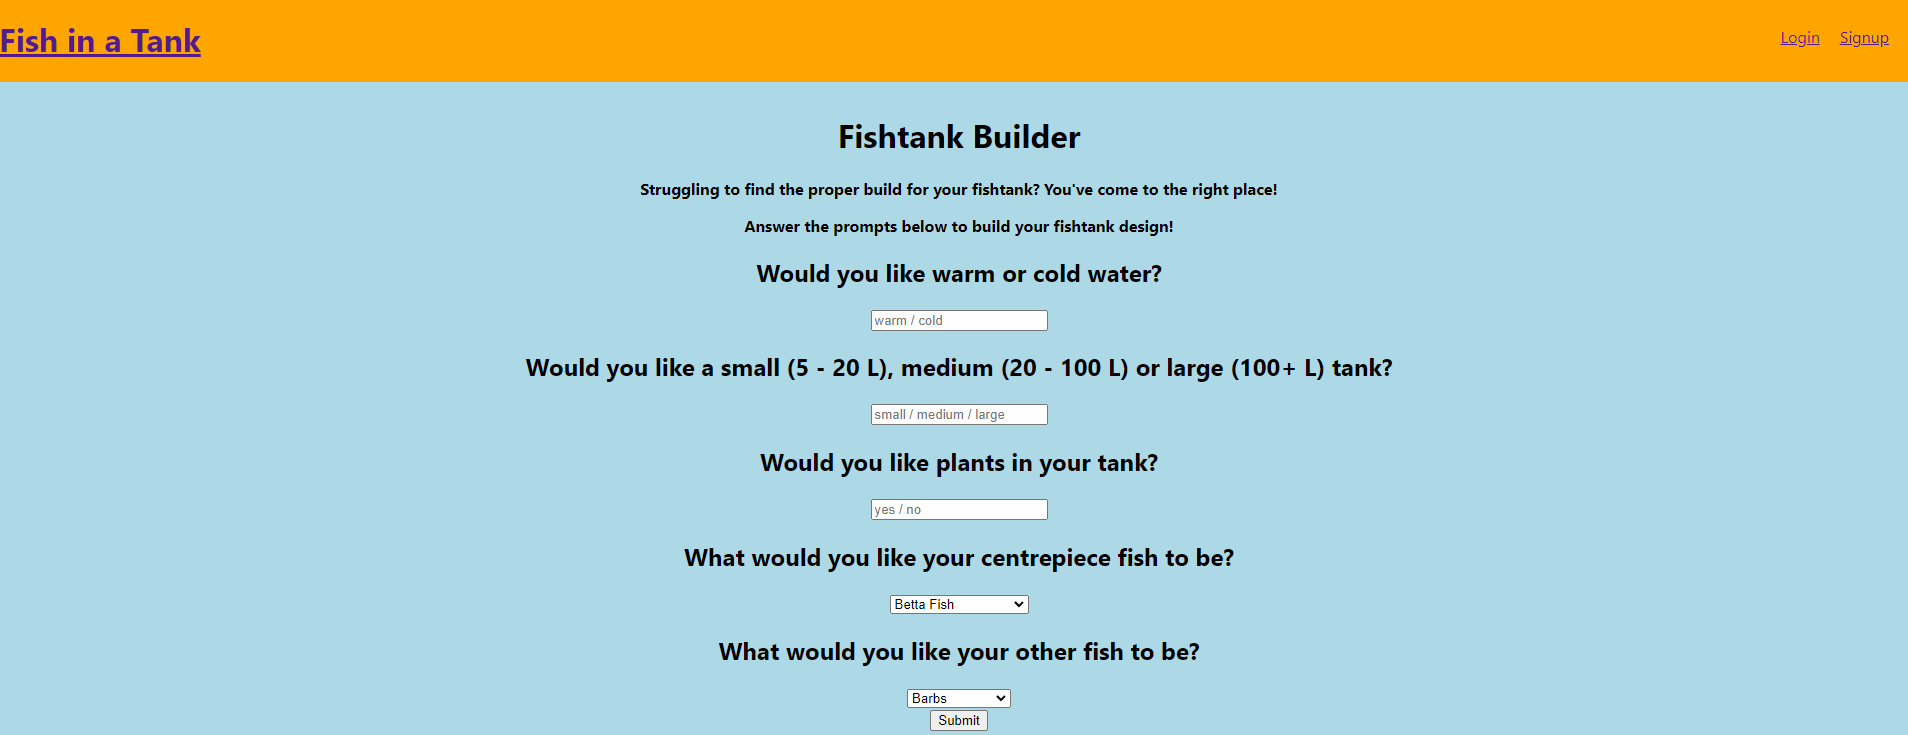 Fish in a Tank
Login Signup
Fishtank Builder
Struggling to find the proper build for your fishtank? You've come to the right place!
Answer the prompts below to build your fishtank design!
Would you like warm or cold water?
warm / cold
Would you like a small (5 - 20 L), medium (20 - 100 L) or large (100+ L) tank?
small / medium / large
Would you like plants in your tank?
yes / no
What would you like your centrepiece fish to be?
Betta Fish
What would you like your other fish to be?
Barbs
Submit